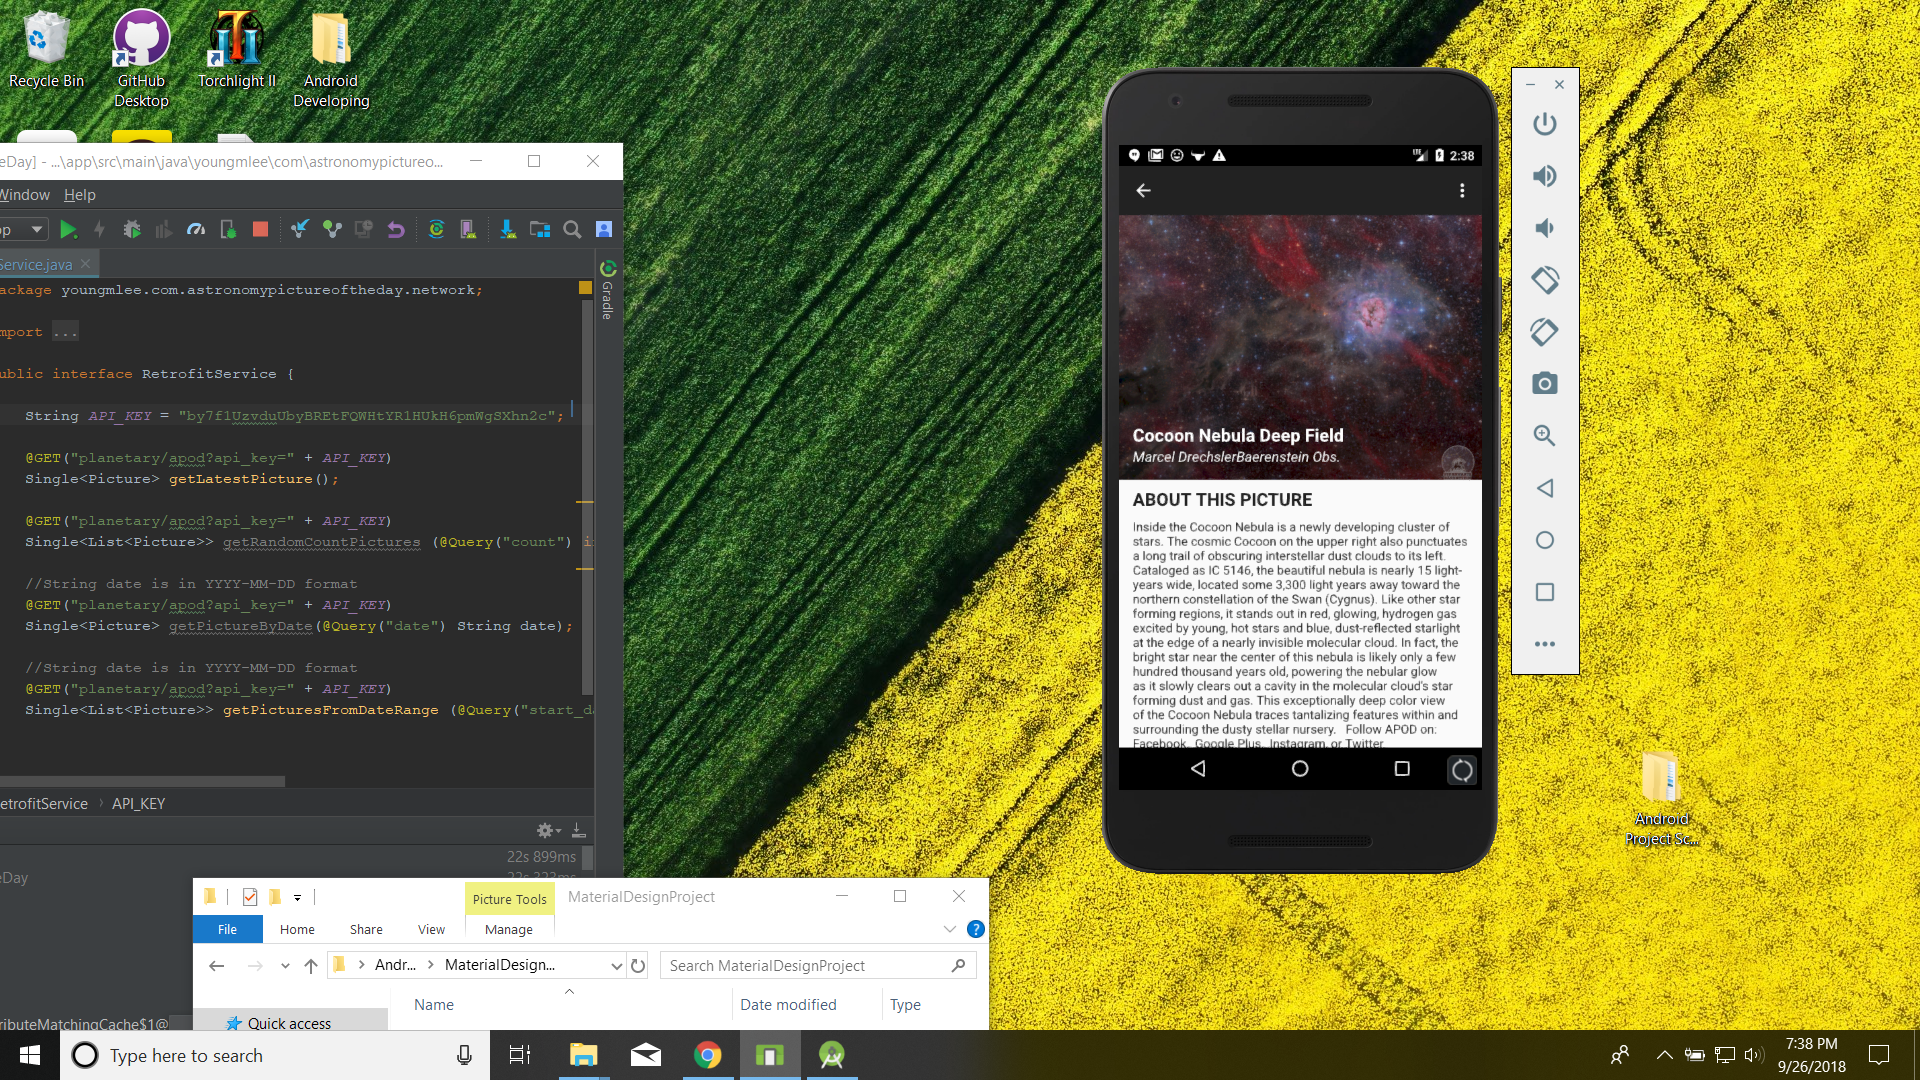 Recycle Bin
GitHub
Desktop
Torchlight II
Android
Developing
eDay] - ...\app\src\main\java\youngmlee\com\astronomypictureo...
Window Help
Service.java
ackage youngmlee.com.astronomypictureoftheday.network;
mport ...
ublic interface RetrofitService {
String API_KEY = "by7f1UzvduUbyBREtFQWHtYR1HUkH6pmWgSXhn2c";
@GET("planetary/apod?api_key=" + API_KEY)
Single<Picture> getLatestPicture();
@GET("planetary/apod?api_key=" + API_KEY)
Single<List<Picture>> getRandomCountPictures (@Query("count")
//String date is in YYYY-MM-DD format
@GET("planetary/apod?api_key=" + API_KEY)
Single<Picture> getPictureByDate(@Query("date") String date);
//String date is in YYYY-MM-DD format
@GET("planetary/apod?api_key=" + API_KEY)
Single<List<Picture>> getPicturesFromDateRange (@Query("start_da
Gradle
etrofitService › API_KEY
22s 899ms
eDay
22s 323ms
ributeMatchingCache$1@
Picture Tools MaterialDesignProject
File Home Share View Manage
Andr... MaterialDesign... Search MaterialDesignProject
Name Date modified Type
Quick access
2:38
Cocoon Nebula Deep Field
Marcel DrechslerBaerenstein Obs.
ABOUT THIS PICTURE
Inside the Cocoon Nebula is a newly developing cluster of
stars. The cosmic Cocoon on the upper right also punctuates
a long trail of obscuring interstellar dust clouds to its left.
Cataloged as IC 5146, the beautiful nebula is nearly 15 light-
years wide, located some 3,300 light years away toward the
northern constellation of the Swan (Cygnus). Like other star
forming regions, it stands out in red, glowing, hydrogen gas
excited by young, hot stars and blue, dust-reflected starlight
at the edge of a nearly invisible molecular cloud. In fact, the
bright star near the center of this nebula is likely only a few
hundred thousand years old, powering the nebular glow
as it slowly clears out a cavity in the molecular cloud's star
forming dust and gas. This exceptionally deep color view
of the Cocoon Nebula traces tantalizing features within and
surrounding the dusty stellar nursery. Follow APOD on:
Facebook, Google Plus, Instagram, or Twitter
Android
Project Sc...
Type here to search
7:38 PM
9/26/2018